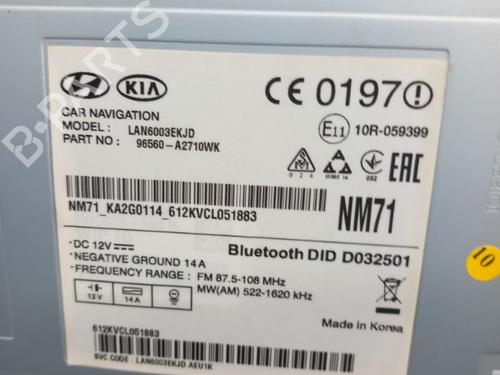 B-PARTS
KIA
CE 0197
CAR NAVIGATION
MODEL : LAN6003EKJD
PART NO : 96560 - A2710WK
E11 10R-059399
024
032
EAC
NM71_KA2G0114_612KVCL051883
NM71
DC 12V
NEGATIVE GROUND 14A
FREQUENCY RANGE : FM 87.5-108 MHz
MW(AM) 522-1620 kHz
Bluetooth DID D032501
12V 14A
612KVCL051883
Made in Korea
SVC CODE : LAN6003EKJD AEU1K
10